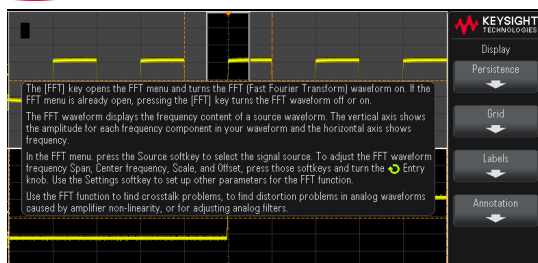 KEYSIGHT
TECHNOLOGIES
Display
Persistence
Grid
Labels
Annotation
The [FFT] key opens the FFT menu and turns the FFT (Fast Fourier Transform) waveform on. If the
FFT menu is already open, pressing the [FFT] key turns the FFT waveform off or on.
The FFT waveform displays the frequency content of a source waveform. The vertical axis shows
the amplitude for each frequency component in your waveform and the horizontal axis shows
frequency.
In the FFT menu. press the Source softkey to select the signal source. To adjust the FFT waveform
frequency Span, Center frequency, Scale, and Offset, press those softkeys and turn the Entry
knob. Use the Settings softkey to set up other parameters for the FFT function.
Use the FFT function to find crosstalk problems, to find distortion problems in analog waveforms
caused by amplifier non-linearity, or for adjusting analog filters.